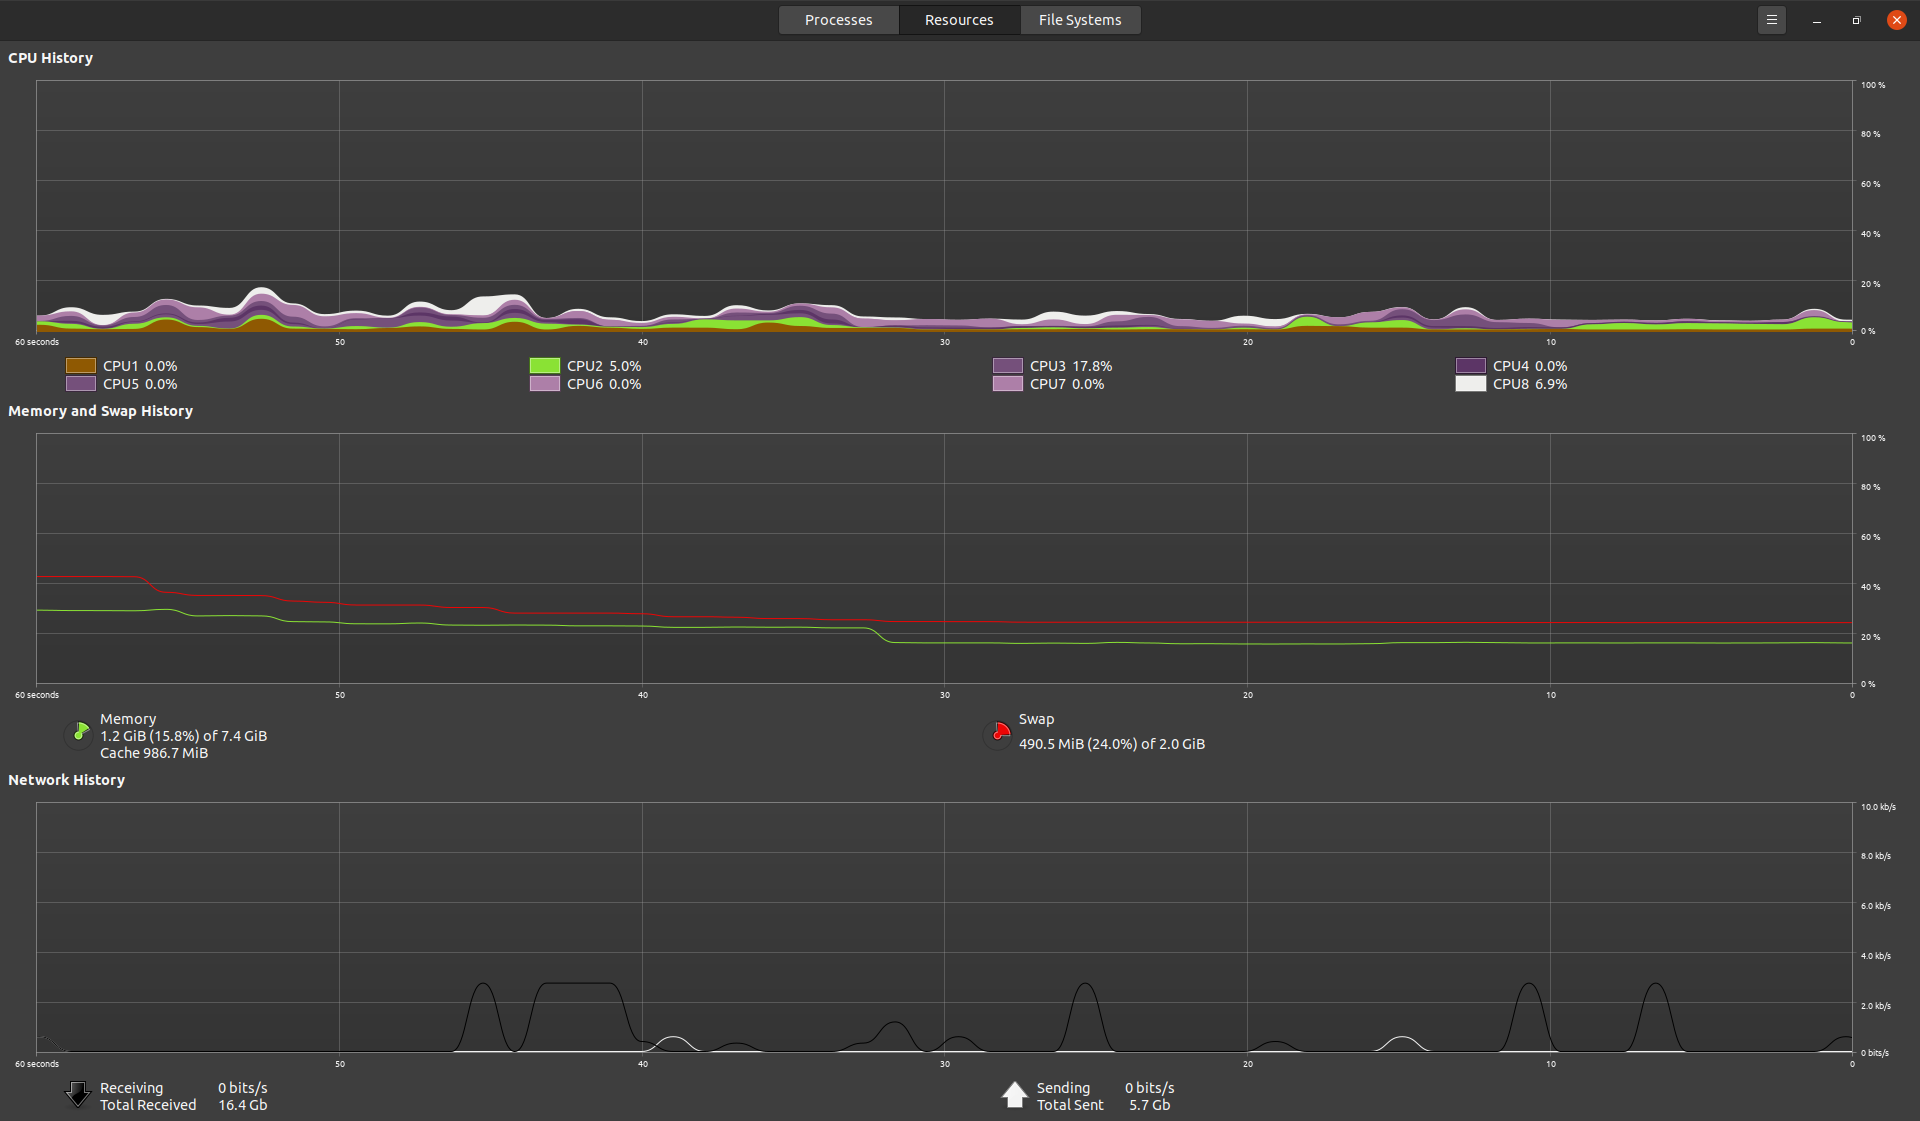 Processes Resources File Systems
CPU History
100 %
80 %
60 %
40 %
20 %
0 %
60 seconds 50 40 30 20 10 0
CPU1 0.0% CPU2 5.0% CPU3 17.8% CPU4 0.0%
CPU5 0.0% CPU6 0.0% CPU7 0.0% CPU8 6.9%
Memory and Swap History
100 %
80 %
60 %
40 %
20 %
0 %
60 seconds 50 40 30 20 10 0
Memory
1.2 GiB (15.8%) of 7.4 GiB
Cache 986.7 MiB
Swap
490.5 MiB (24.0%) of 2.0 GiB
Network History
10.0 kb/s
8.0 kb/s
6.0 kb/s
4.0 kb/s
2.0 kb/s
0 bits/s
60 seconds 50 40 30 20 10 0
Receiving 0 bits/s
Total Received 16.4 Gb
Sending 0 bits/s
Total Sent 5.7 Gb